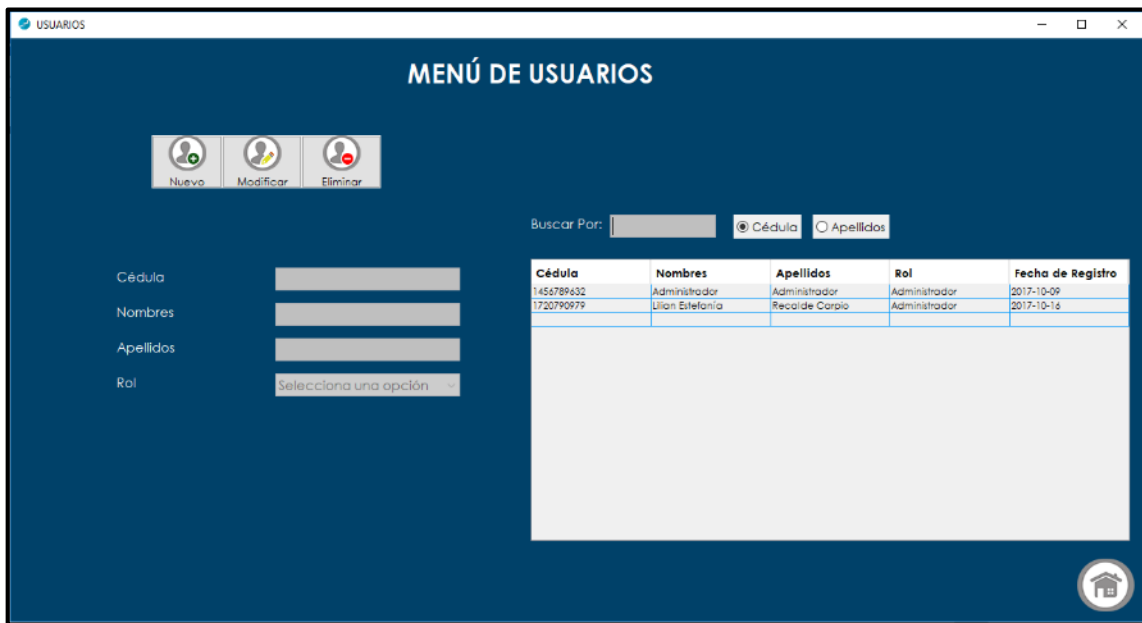 USUARIOS
MENÚ DE USUARIOS
Nuevo Modificar Eliminar
Buscar Por: Cédula Apellidos
Cédula
Nombres
Apellidos
Rol Selecciona una opción
Cédula Nombres Apellidos Rol Fecha de Registro
1456789632 Administrador Administrador Administrador 2017-10-09
1720790979 Lilian Estefanía Recalde Carpio Administrador 2017-10-16